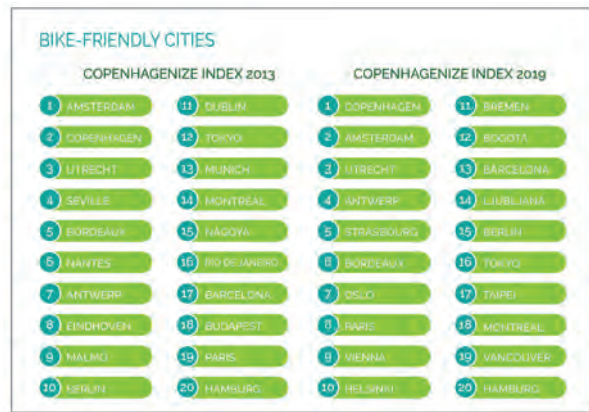 BIKE-FRIENDLY CITIES
COPENHAGENIZE INDEX 2013
1 AMSTERDAM
2 COPENHAGEN
3 UTRECHT
4 SEVILLE
5 BORDEAUX
6 NANTES
7 ANTWERP
8 EINDHOVEN
9 MALMO
10 BERLIN
11 DUBLIN
12 TOKYO
13 MUNICH
14 MONTREAL
15 NAGOYA
16 RIO DE JANEIRO
17 BARCELONA
18 BUDAPEST
19 PARIS
20 HAMBURG
COPENHAGENIZE INDEX 2019
1 COPENHAGEN
2 AMSTERDAM
3 UTRECHT
4 ANTWERP
5 STRASBOURG
6 BORDEAUX
7 OSLO
8 PARIS
9 VIENNA
10 HELSINKI
11 BREMEN
12 BOGOTA
13 BARCELONA
14 LJUBLJANA
15 BERLIN
16 TOKYO
17 TAIPEI
18 MONTREAL
19 VANCOUVER
20 HAMBURG